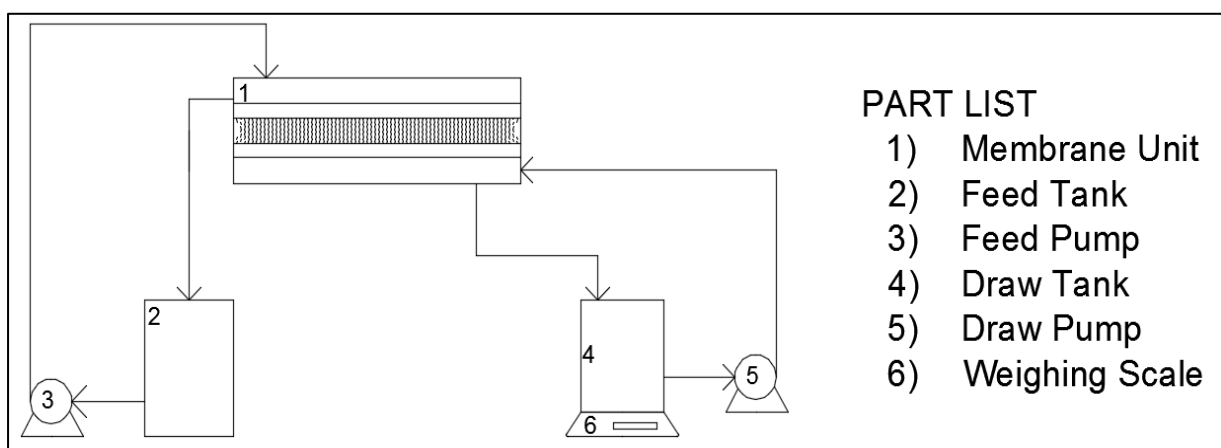 1
2
3
4
5
6
PART LIST
1) Membrane Unit
2) Feed Tank
3) Feed Pump
4) Draw Tank
5) Draw Pump
6) Weighing Scale